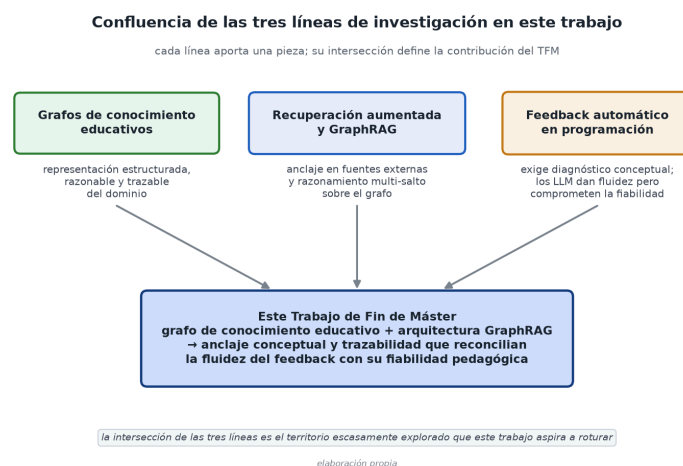 Confluencia de las tres líneas de investigación en este trabajo
cada línea aporta una pieza; su intersección define la contribución del TFM
Grafos de conocimiento
educativos
representación estructurada,
razonable y trazable
del dominio
Recuperación aumentada
y GraphRAG
anclaje en fuentes externas
y razonamiento multi-salto
sobre el grafo
Feedback automático
en programación
exige diagnóstico conceptual;
los LLM dan fluidez pero
comprometen la fiabilidad
Este Trabajo de Fin de Máster
grafo de conocimiento educativo + arquitectura GraphRAG
→ anclaje conceptual y trazabilidad que reconcilian
la fluidez del feedback con su fiabilidad pedagógica
la intersección de las tres líneas es el territorio escasamente explorado que este trabajo aspira a roturar
elaboración propia